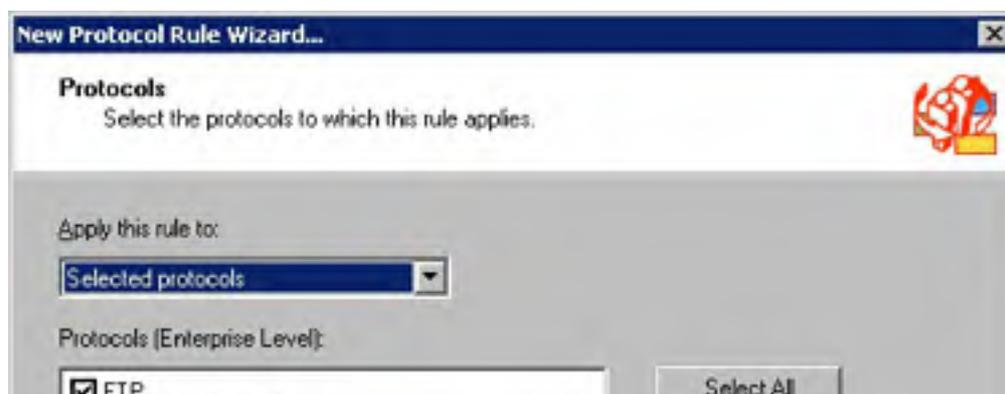 New Protocol Rule Wizard...
Protocols
Select the protocols to which this rule applies.
Apply this rule to:
Selected protocols
Protocols (Enterprise Level):
FTP
Select All